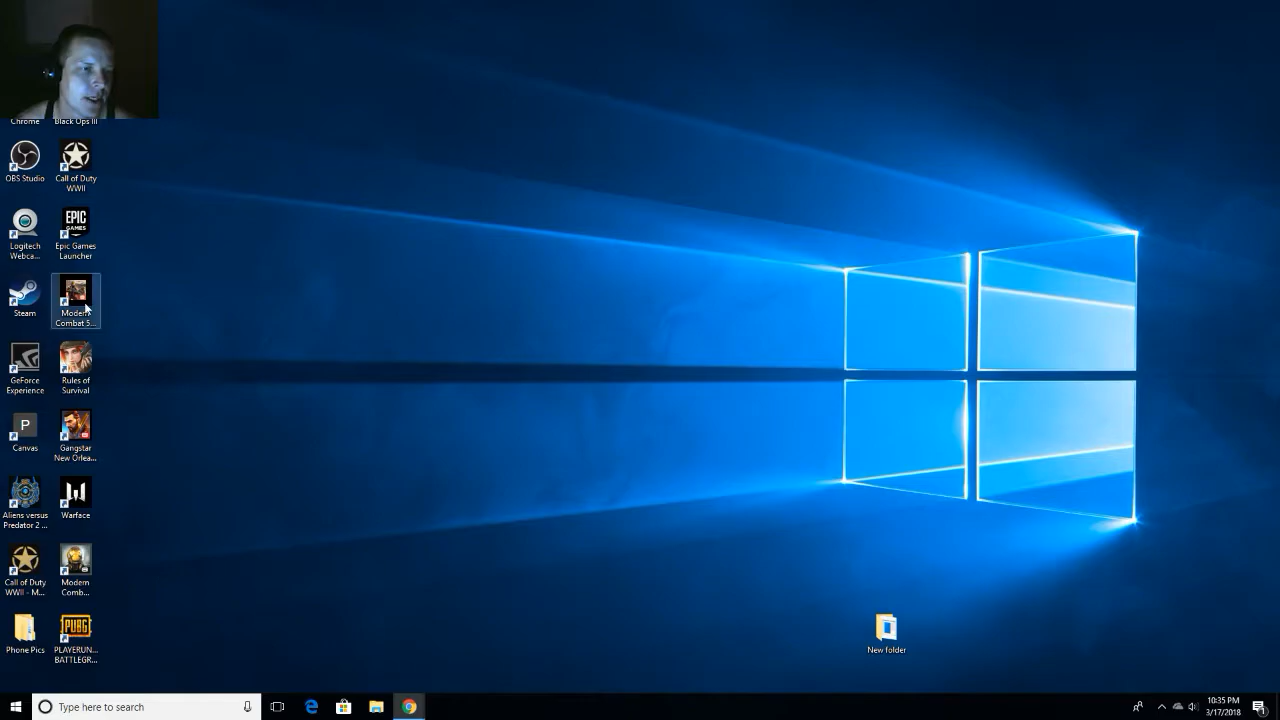 Chrome
Black Ops III
OBS Studio
Call of Duty
WWII
Logitech
Webca...
EPIC
GAMES
Epic Games
Launcher
Steam
Modern
Combat 5...
GeForce
Experience
Rules of
Survival
P
Canvas
Gangstar
New Orlea...
Aliens versus
Predator 2 ...
Warface
Call of Duty
WWII - M...
Modern
Comb...
Phone Pics
PUBG
PLAYERUN...
BATTLEGR...
New folder
Type here to search
10:35 PM
3/17/2018
1